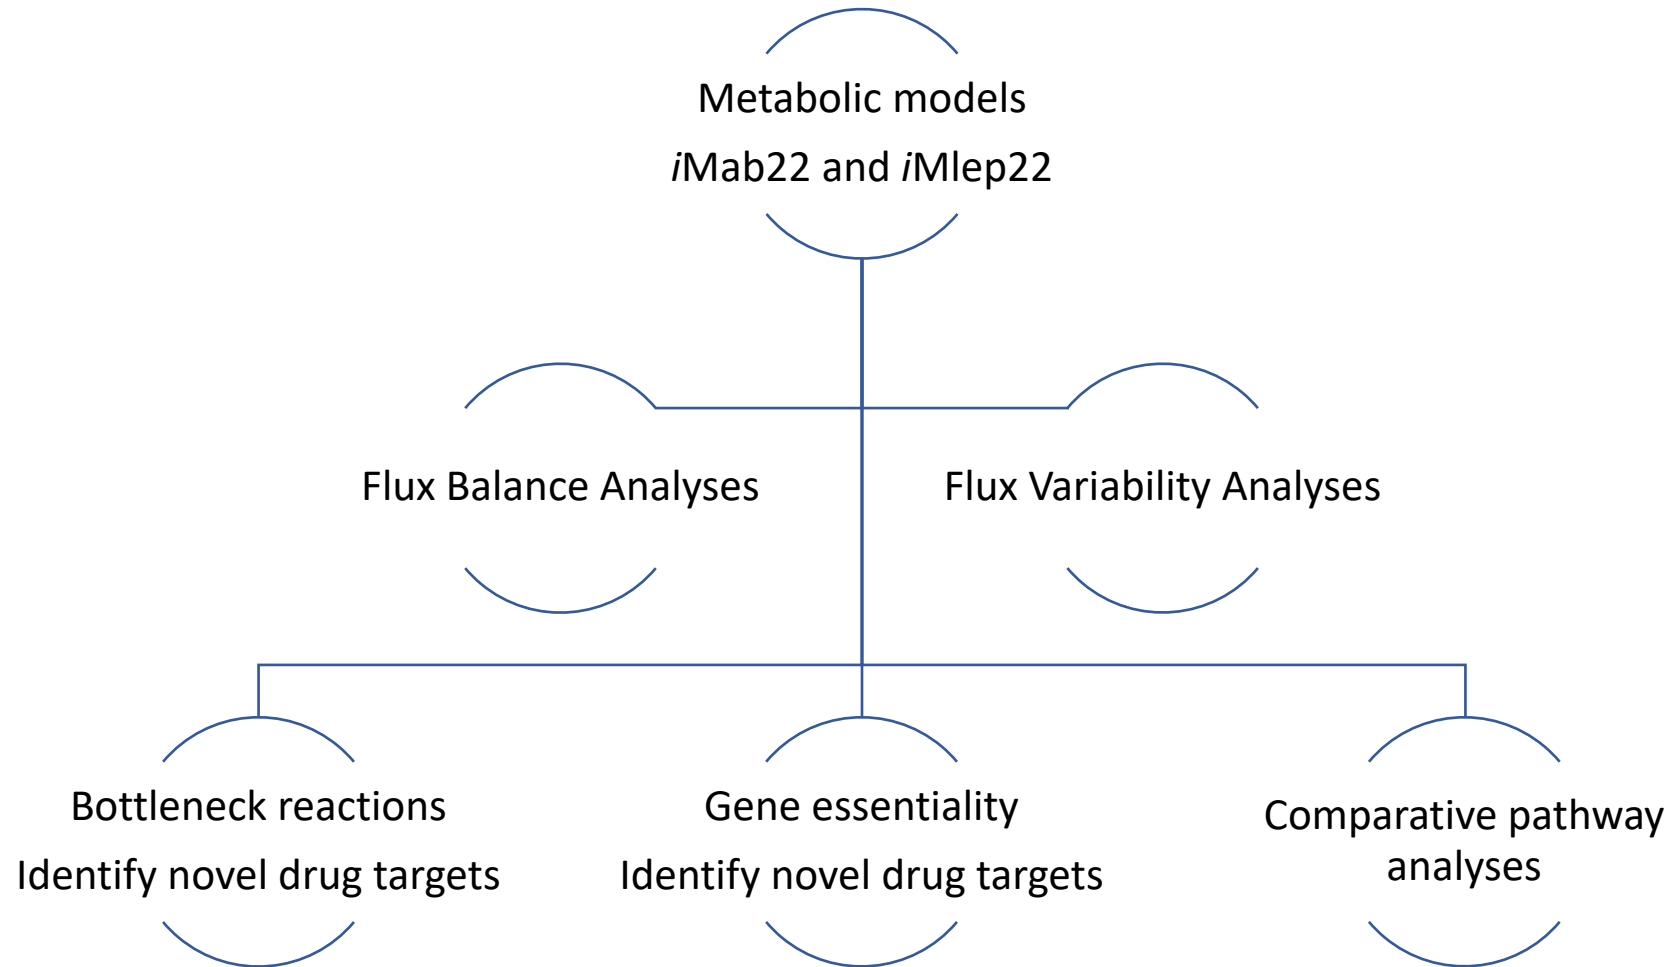 Metabolic models
iMab22 and iMlep22
Flux Balance Analyses
Flux Variability Analyses
Bottleneck reactions
Identify novel drug targets
Gene essentiality
Identify novel drug targets
Comparative pathway
analyses